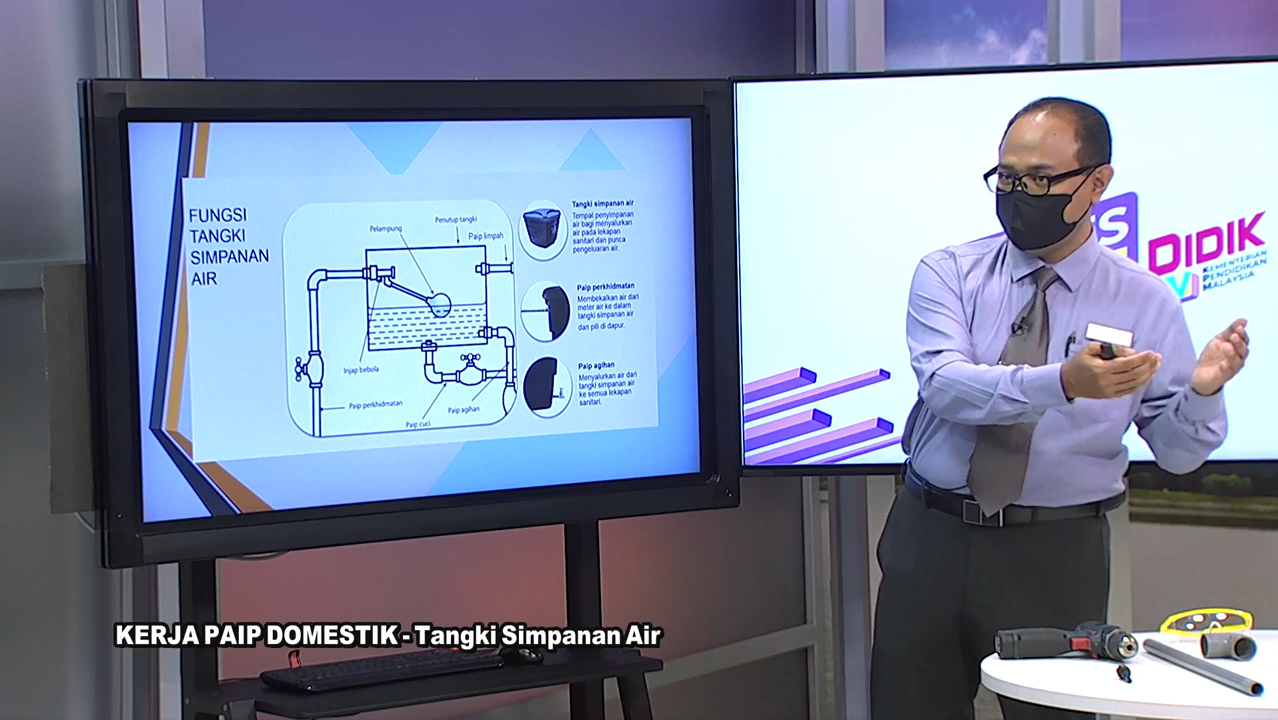 FUNGSI
TANGKI
SIMPANAN
AIR
Penutup tangki
Pelampung
Paip limpah
Injap bebola
Paip perkhidmatan
Paip agihan
Paip cuci
Tangki simpanan air
Tempat penyimpanan
air bagi menyalurkan
air pada lekapan
sanitari dan punca
pengeluaran air.
Paip perkhidmatan
Membekalkan air dari
meter air ke dalam
tangki simpanan air
dan pili di dapur.
Paip agihan
Menyalurkan air dari
tangki simpanan air
ke semua lekapan
sanitari.
DIDIK
KEMENTERIAN
PENDIDIKAN
MALAYSIA
KERJA PAIP DOMESTIK - Tangki Simpanan Air